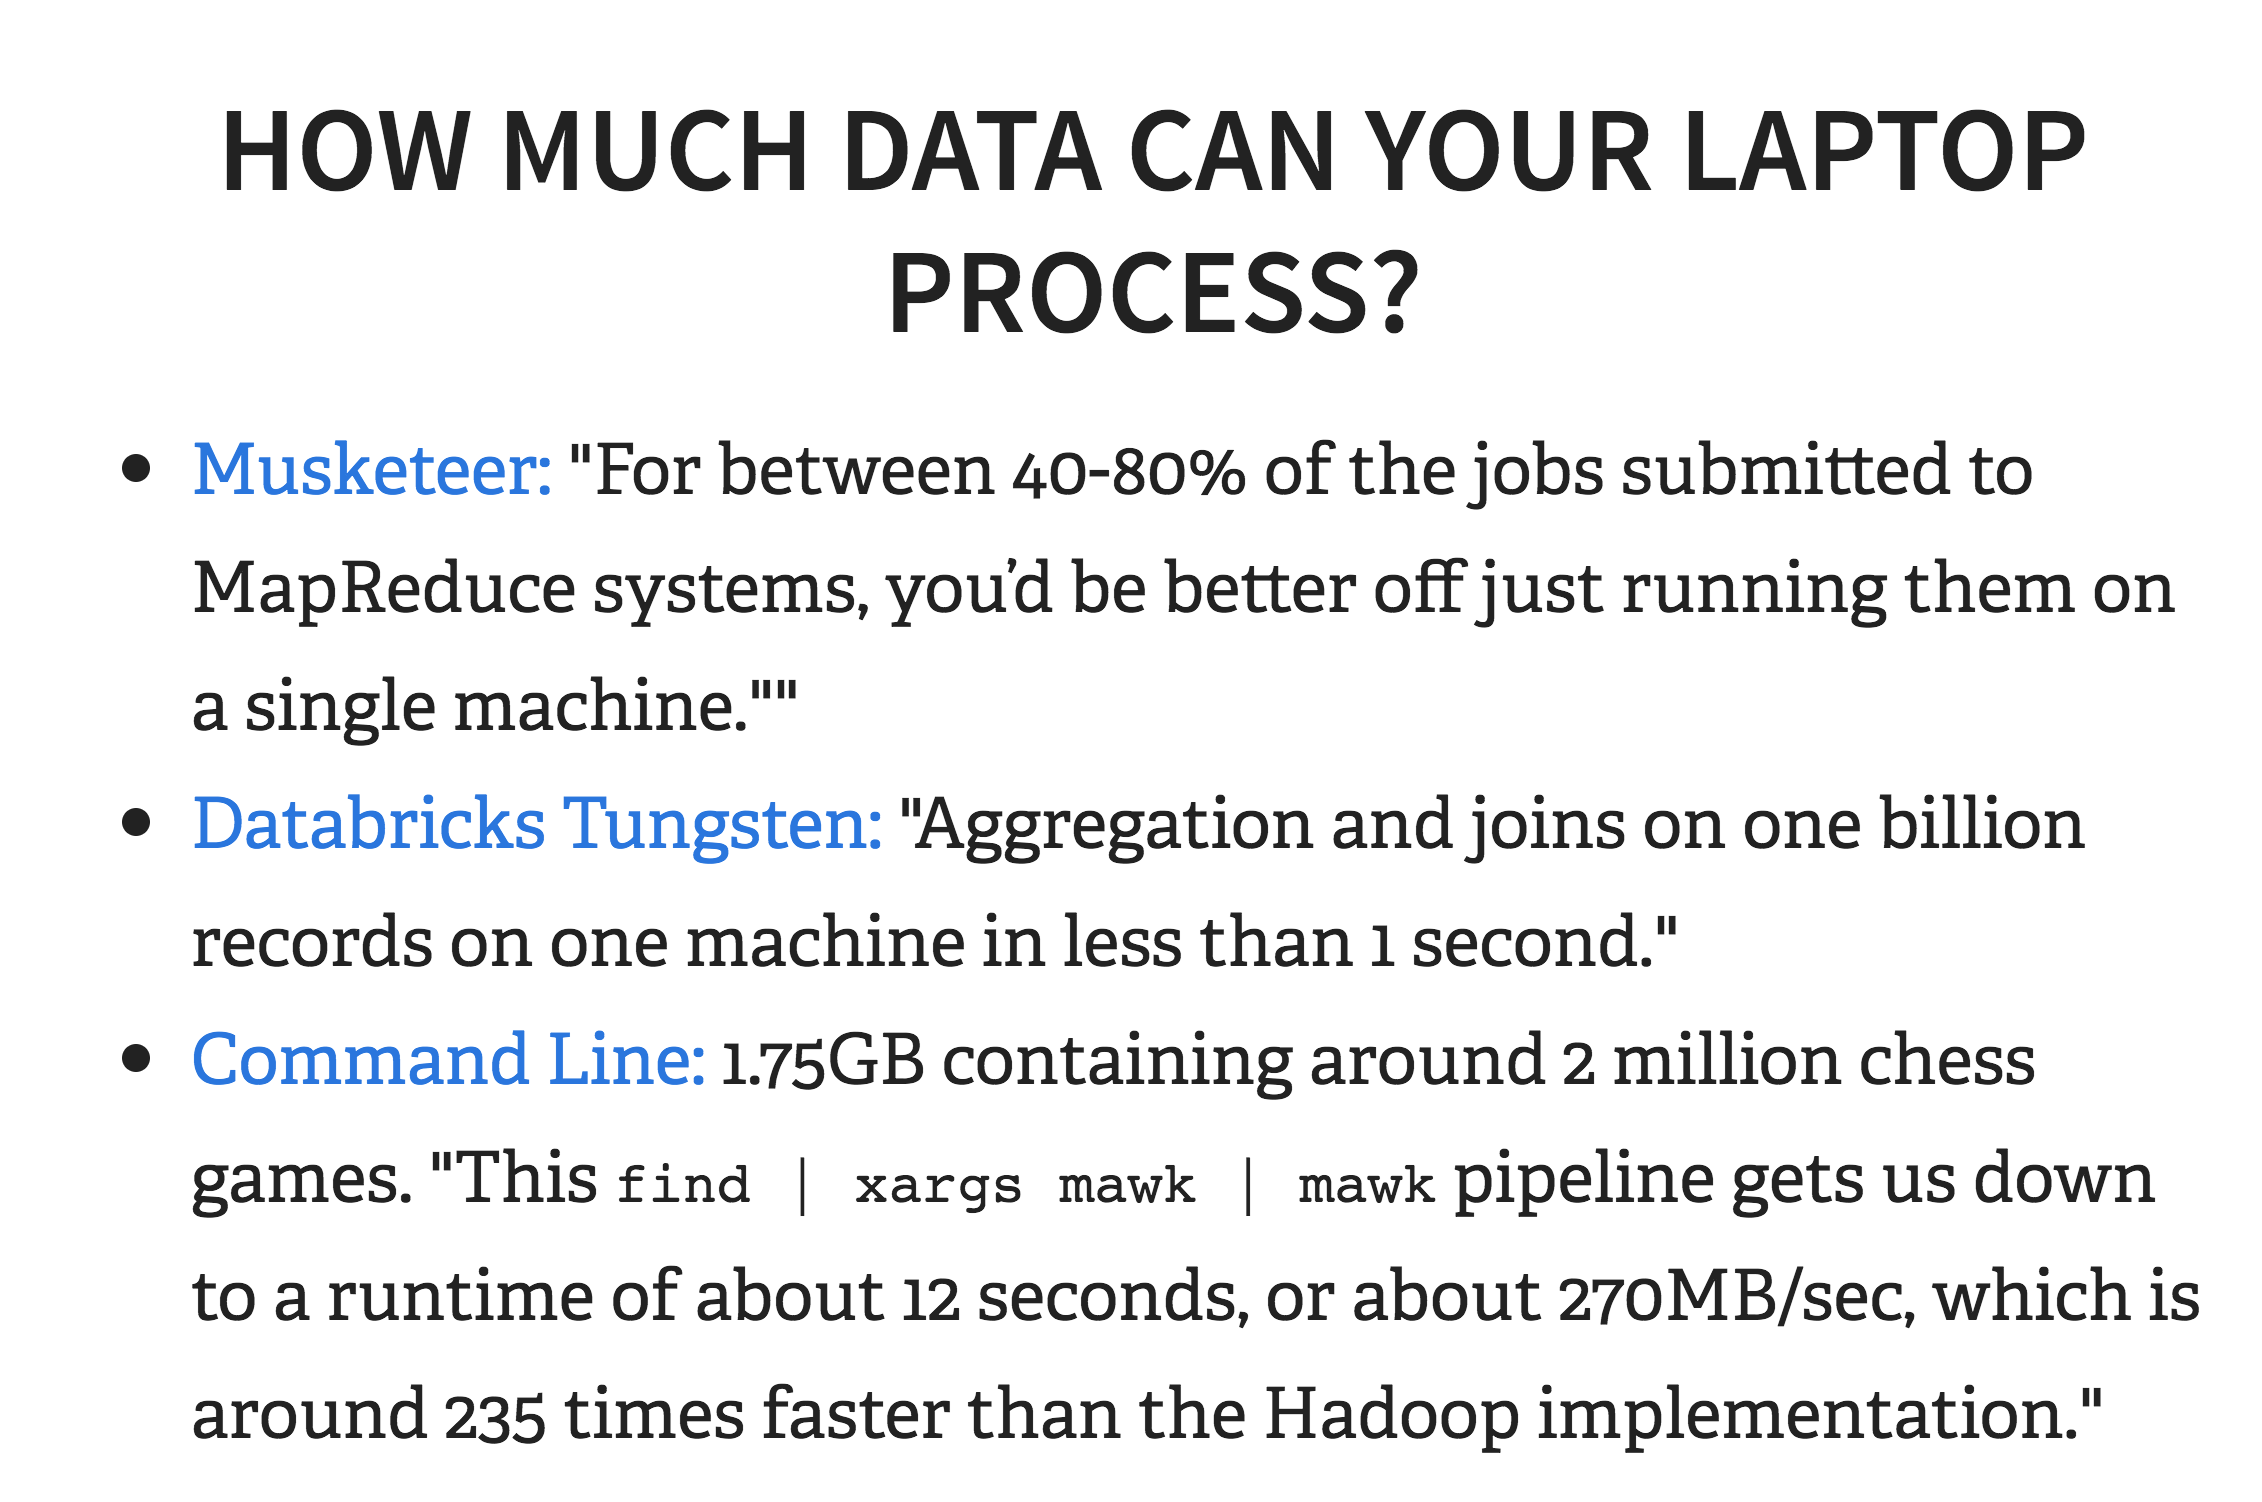 HOW MUCH DATA CAN YOUR LAPTOP
PROCESS?
• Musketeer: "For between 40-80% of the jobs submitted to
MapReduce systems, you’d be better off just running them on
a single machine.""
• Databricks Tungsten: "Aggregation and joins on one billion
records on one machine in less than 1 second."
• Command Line: 1.75GB containing around 2 million chess
games. "This find | xargs mawk | mawk pipeline gets us down
to a runtime of about 12 seconds, or about 270MB/sec, which is
around 235 times faster than the Hadoop implementation."